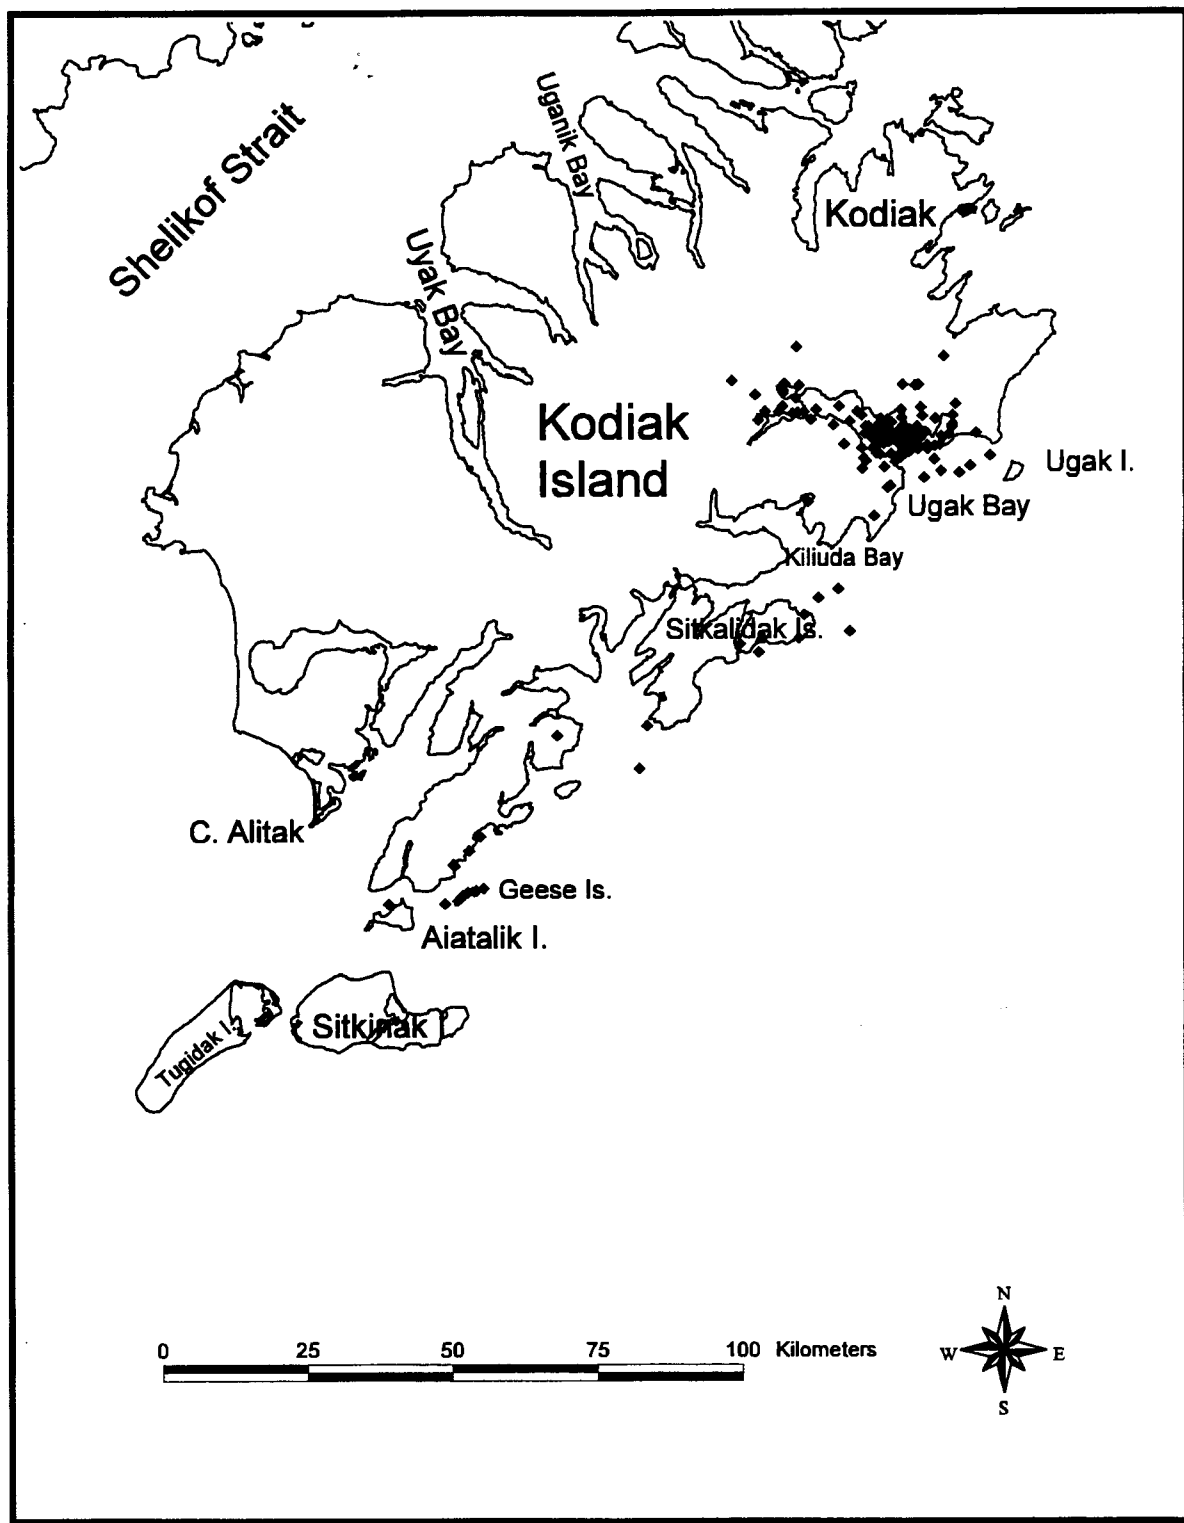 Uganik Bay
Shelikof Strait
Kodiak
Uyak Bay
Kodiak
Island
Ugak I.
Ugak Bay
Kiliuda Bay
Sitkalidak Is.
C. Alitak
Geese Is.
Aiatalik I.
Sitkinak
Tugidak I.
N
0 25 50 75 100 Kilometers
W E
S